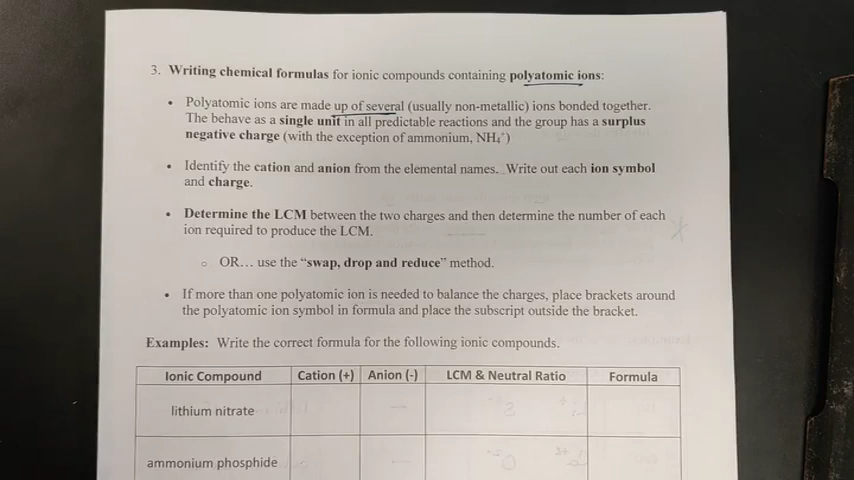 3. Writing chemical formulas for ionic compounds containing polyatomic ions:
• Polyatomic ions are made up of several (usually non-metallic) ions bonded together.
The behave as a single unit in all predictable reactions and the group has a surplus
negative charge (with the exception of ammonium, NH₄⁺)
• Identify the cation and anion from the elemental names. Write out each ion symbol
and charge.
• Determine the LCM between the two charges and then determine the number of each
ion required to produce the LCM.
○ OR… use the “swap, drop and reduce” method.
• If more than one polyatomic ion is needed to balance the charges, place brackets around
the polyatomic ion symbol in formula and place the subscript outside the bracket.
Examples: Write the correct formula for the following ionic compounds.
Ionic Compound Cation (+) Anion (-) LCM & Neutral Ratio Formula
lithium nitrate
ammonium phosphide